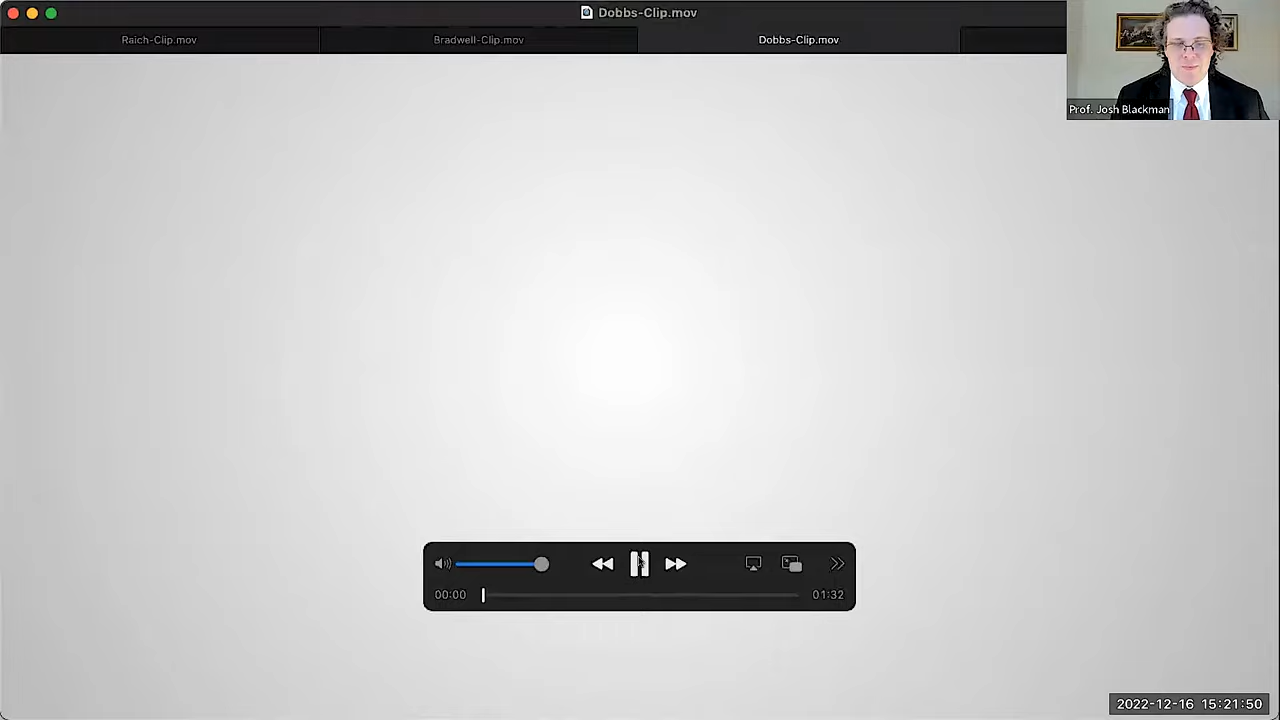 Dobbs-Clip.mov
Raich-Clip.mov
Bradwell-Clip.mov
Dobbs-Clip.mov
Prof. Josh Blackman
00:00
01:32
2022-12-16 15:21:50